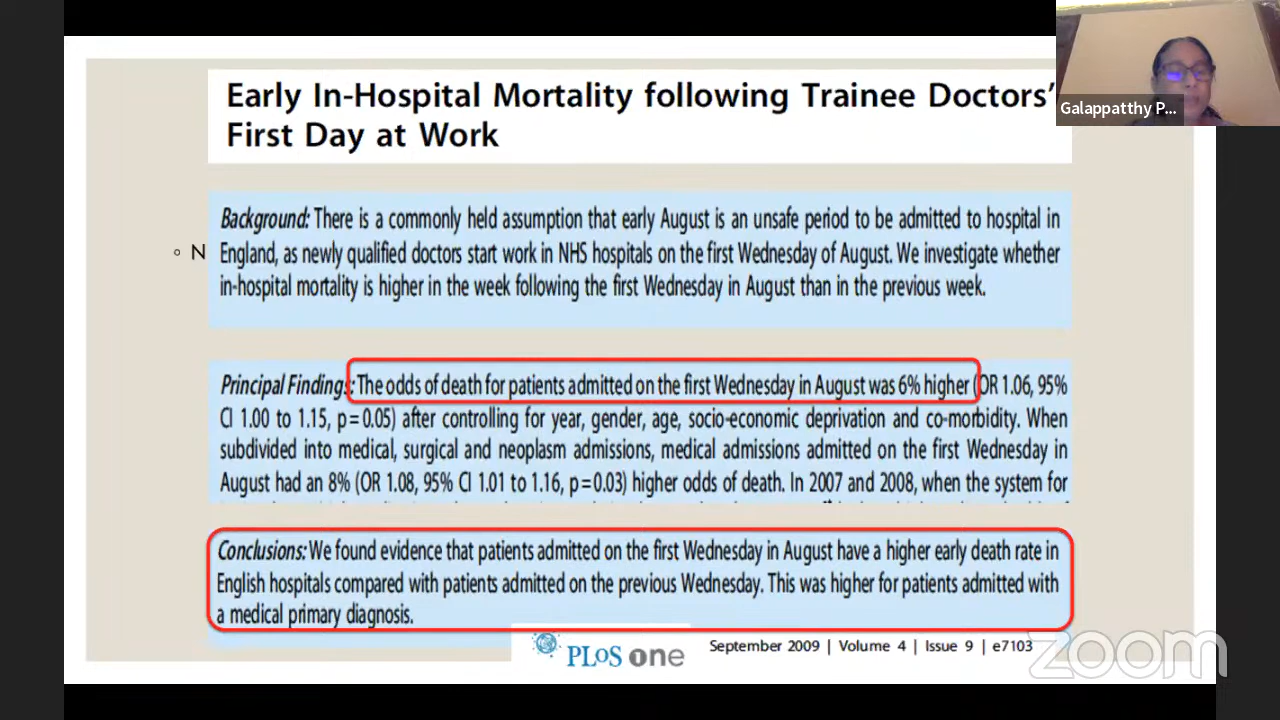 Early In-Hospital Mortality following Trainee Doctors'
First Day at Work
Galappatthy P...
Background: There is a commonly held assumption that early August is an unsafe period to be admitted to hospital in
◦ N
England, as newly qualified doctors start work in NHS hospitals on the first Wednesday of August. We investigate whether
in-hospital mortality is higher in the week following the first Wednesday in August than in the previous week.
Principal Findings: The odds of death for patients admitted on the first Wednesday in August was 6% higher (OR 1.06, 95%
CI 1.00 to 1.15, p=0.05) after controlling for year, gender, age, socio-economic deprivation and co-morbidity. When
subdivided into medical, surgical and neoplasm admissions, medical admissions admitted on the first Wednesday in
August had an 8% (OR 1.08, 95% CI 1.01 to 1.16, p=0.03) higher odds of death. In 2007 and 2008, when the system for
Conclusions: We found evidence that patients admitted on the first Wednesday in August have a higher early death rate in
English hospitals compared with patients admitted on the previous Wednesday. This was higher for patients admitted with
a medical primary diagnosis.
PLoS one
September 2009 | Volume 4 | Issue 9 | e7103
zoom